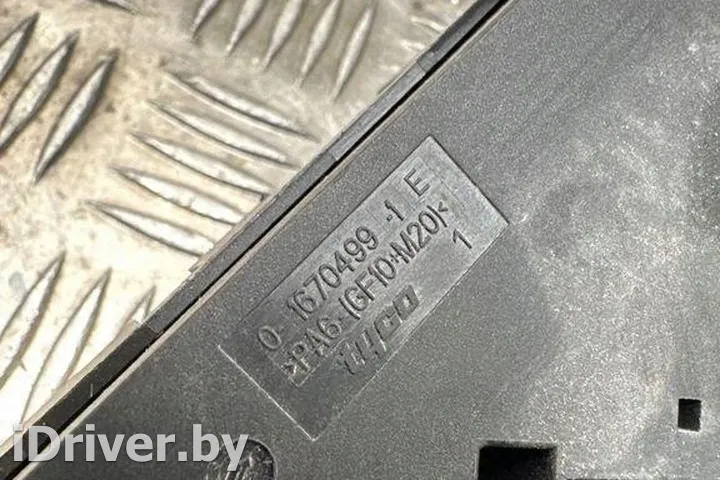 0-1670499-1 E
>PA6-(GF10+M20)<
tyco 1
iDriver.by